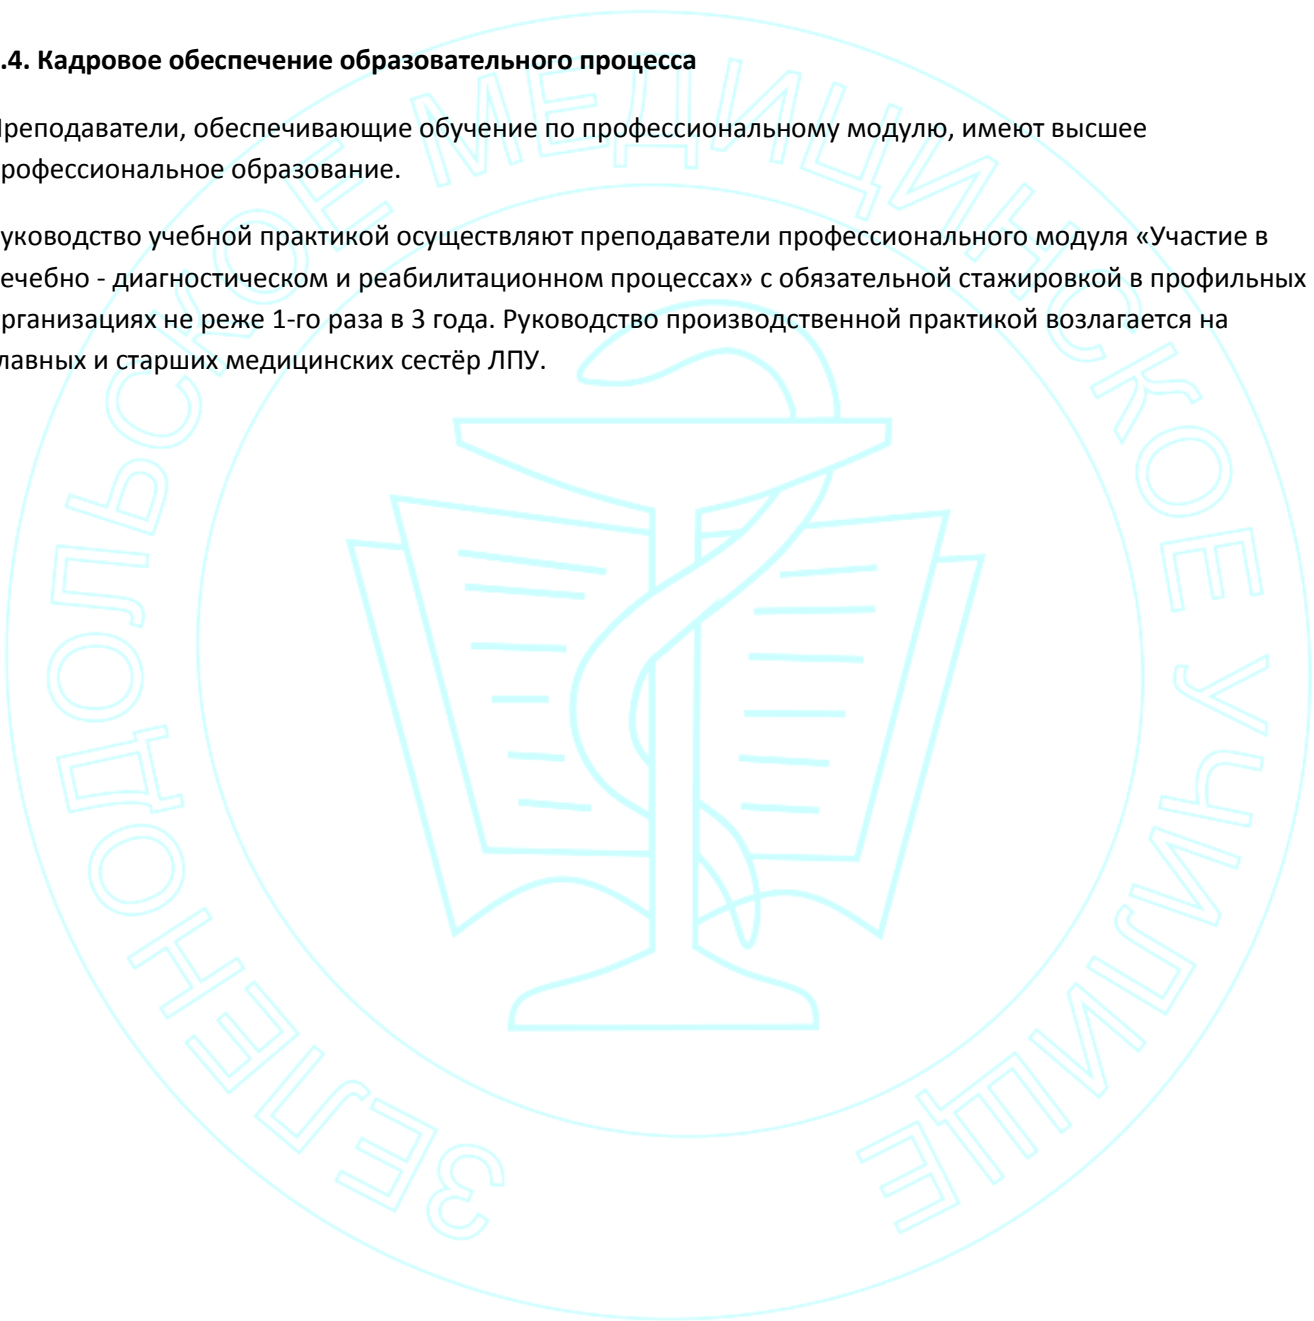 .4. Кадровое обеспечение образовательного процесса
Преподаватели, обеспечивающие обучение по профессиональному модулю, имеют высшее
рофессиональное образование.
уководство учебной практикой осуществляют преподаватели профессионального модуля «Участие в
ечебно - диагностическом и реабилитационном процессах» с обязательной стажировкой в профильных
рганизациях не реже 1-го раза в 3 года. Руководство производственной практикой возлагается на
лавных и старших медицинских сестёр ЛПУ.
ЗЕЛЕНОДОЛЬСКОЕ МЕДИЦИНСКОЕ УЧИЛИЩЕ